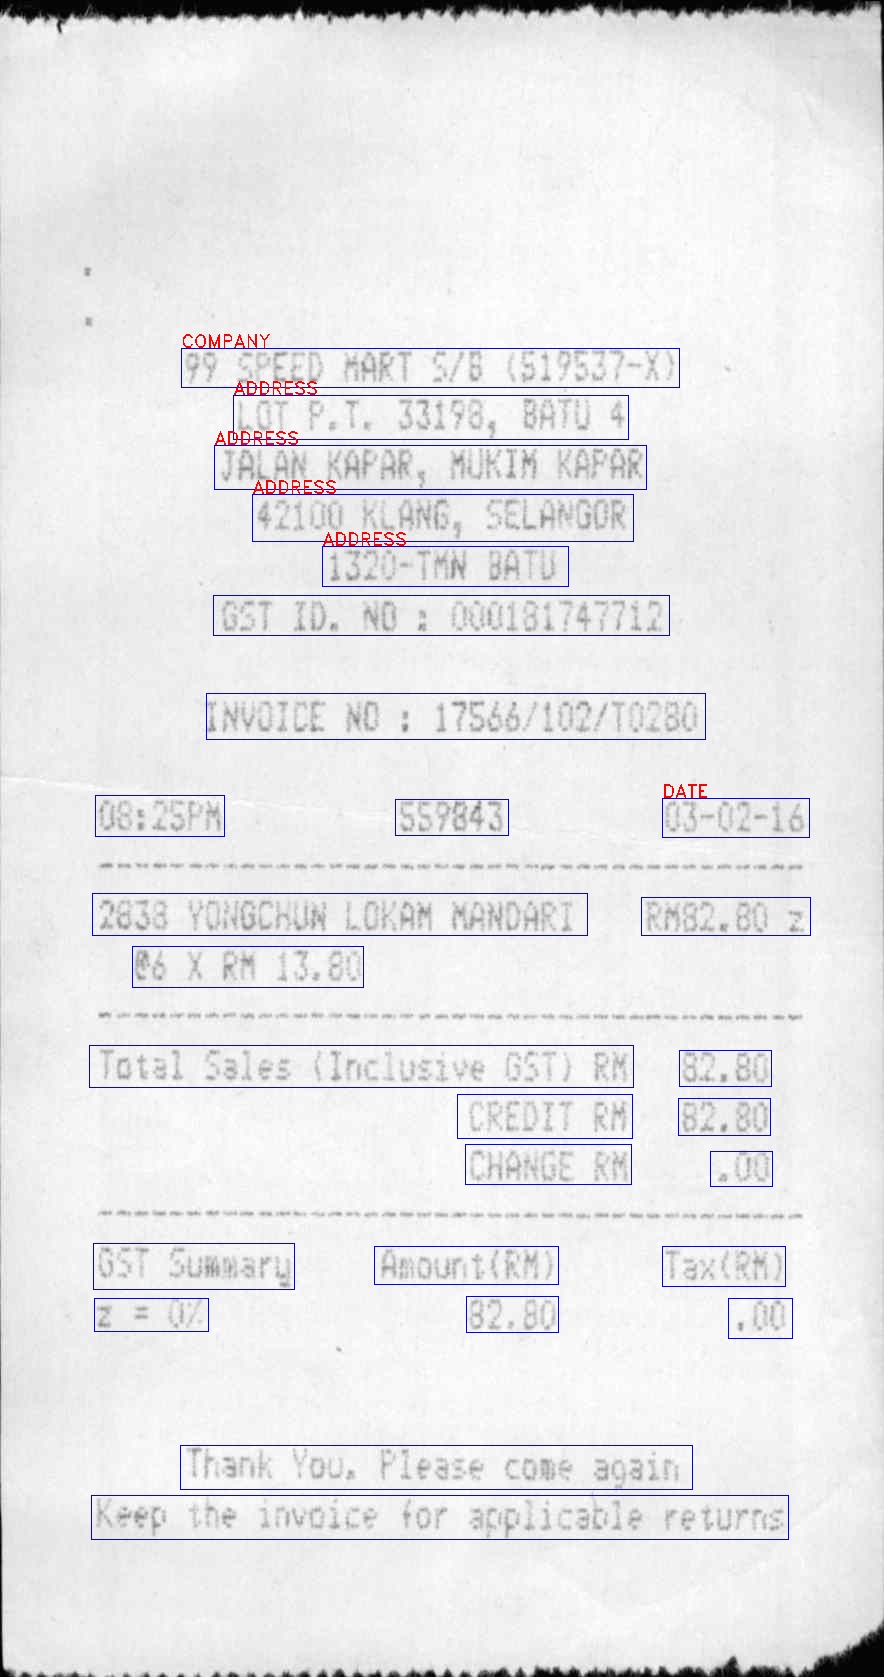 COMPANY
99 SPEED MART S/B (519537-X)
ADDRESS
LOT P.T. 33198, BATU 4
ADDRESS
JALAN KAPAR, MUKIM KAPAR
ADDRESS
42100 KLANG, SELANGOR
ADDRESS
1320-TMN BATU
GST ID. NO : 000181747712
INVOICE NO : 17566/102/T0280
DATE
08:25PM 559843 03-02-16
2838 YONGCHUN LOKAM MANDARI RM82.80 z
@6 X RM 13.80
Total Sales (Inclusive GST) RM 82.80
CREDIT RM 82.80
CHANGE RM .00
GST Summary Amount(RM) Tax(RM)
z = 0% 82.80 .00
Thank You. Please come again
Keep the invoice for applicable returns